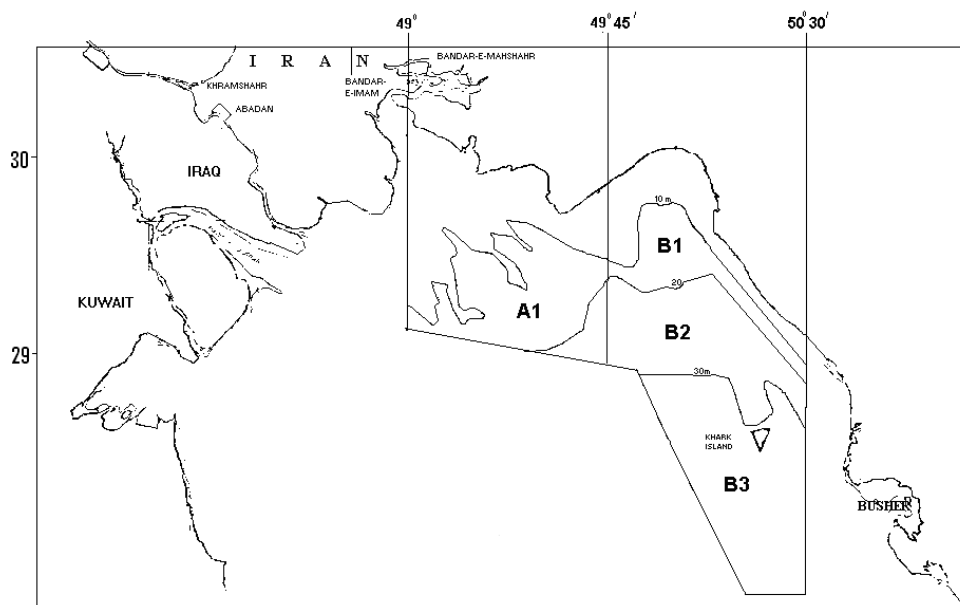 49° 49° 45' 50° 30'
I R A N
BANDAR-E-MAHSHAHR
KHRAMSHAHR
BANDAR-
E-IMAM
ABADAN
30
IRAQ
10 m
B1
20
KUWAIT
A1
B2
29
30m
KHARK
ISLAND
B3
BUSHER